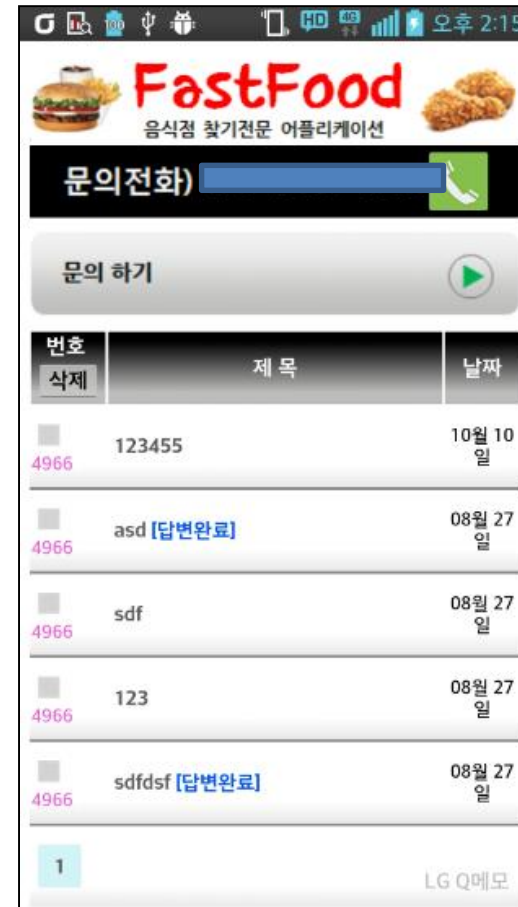 100 HD 4G 오후 2:15
FastFood
음식점 찾기전문 어플리케이션
문의전화)
문의 하기
번호
삭제
제 목
날짜
4966
123455
10월 10
일
4966
asd [답변완료]
08월 27
일
4966
sdf
08월 27
일
4966
123
08월 27
일
4966
sdfdsf [답변완료]
08월 27
일
1
LG Q메모